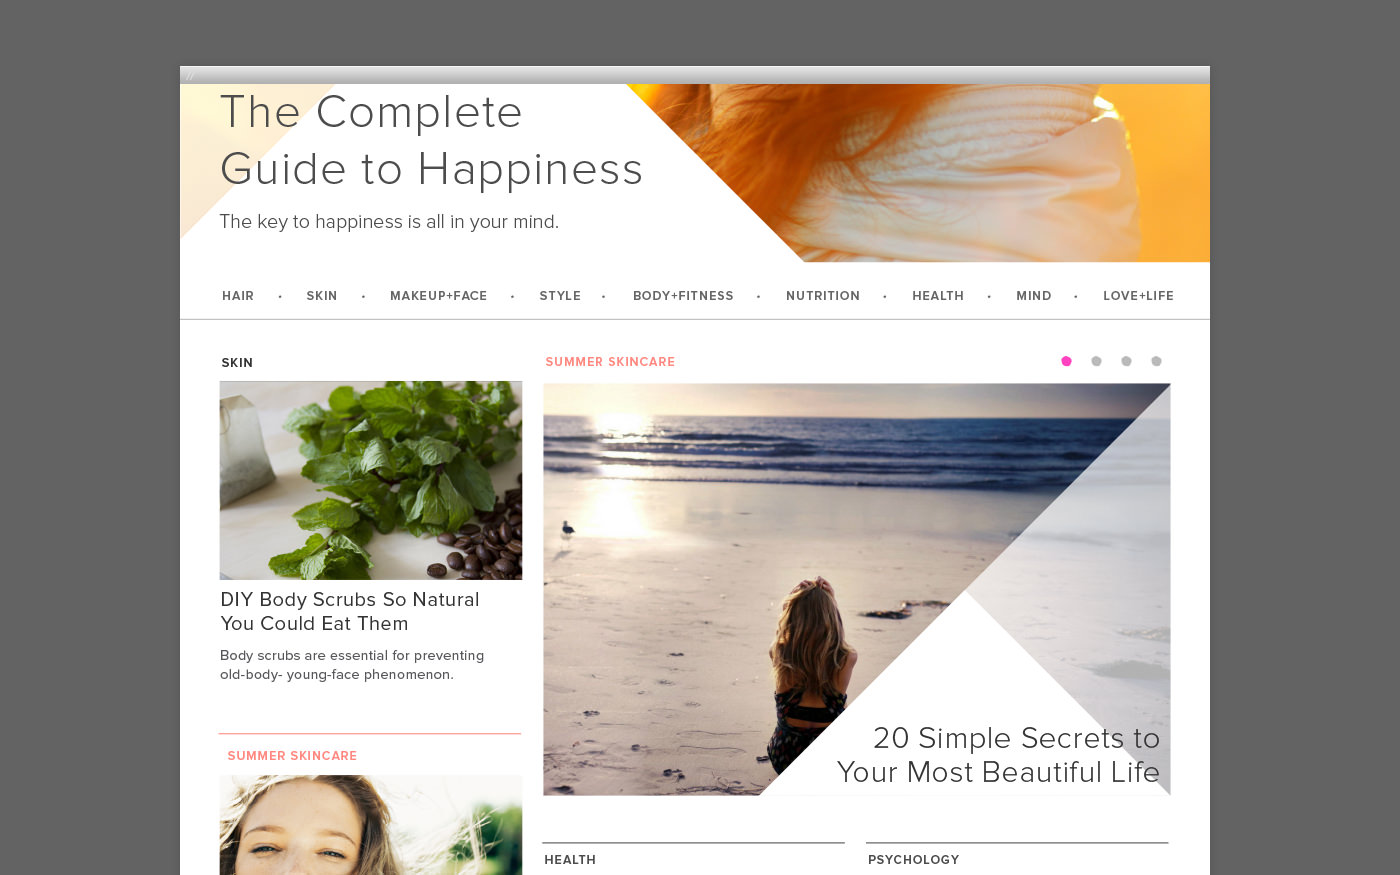 //
The Complete
Guide to Happiness
The key to happiness is all in your mind.
HAIR • SKIN • MAKEUP+FACE • STYLE • BODY+FITNESS • NUTRITION • HEALTH • MIND • LOVE+LIFE
SKIN
DIY Body Scrubs So Natural
You Could Eat Them
Body scrubs are essential for preventing
old-body- young-face phenomenon.
SUMMER SKINCARE
SUMMER SKINCARE
20 Simple Secrets to
Your Most Beautiful Life
HEALTH
PSYCHOLOGY